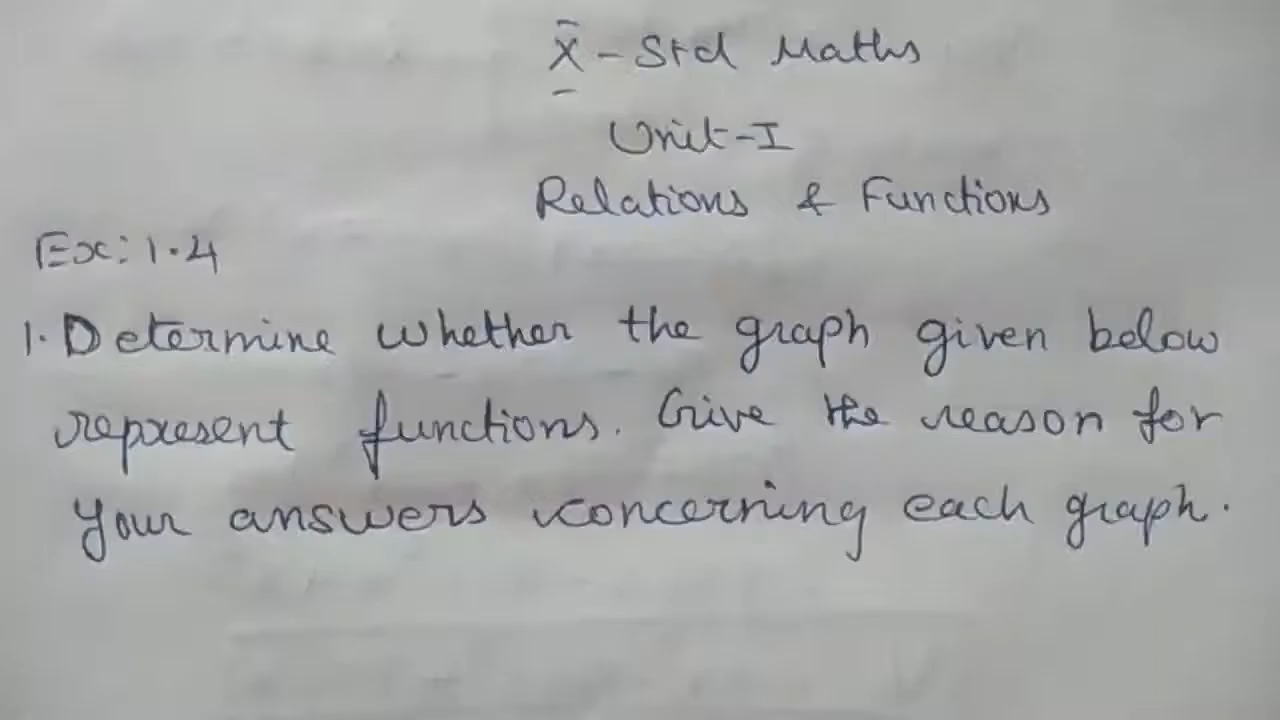 X - Std Maths
Unit - I
Relations & Functions
Ex: 1.4
1. Determine whether the graph given below
represent functions. Give the reason for
your answers concerning each graph.